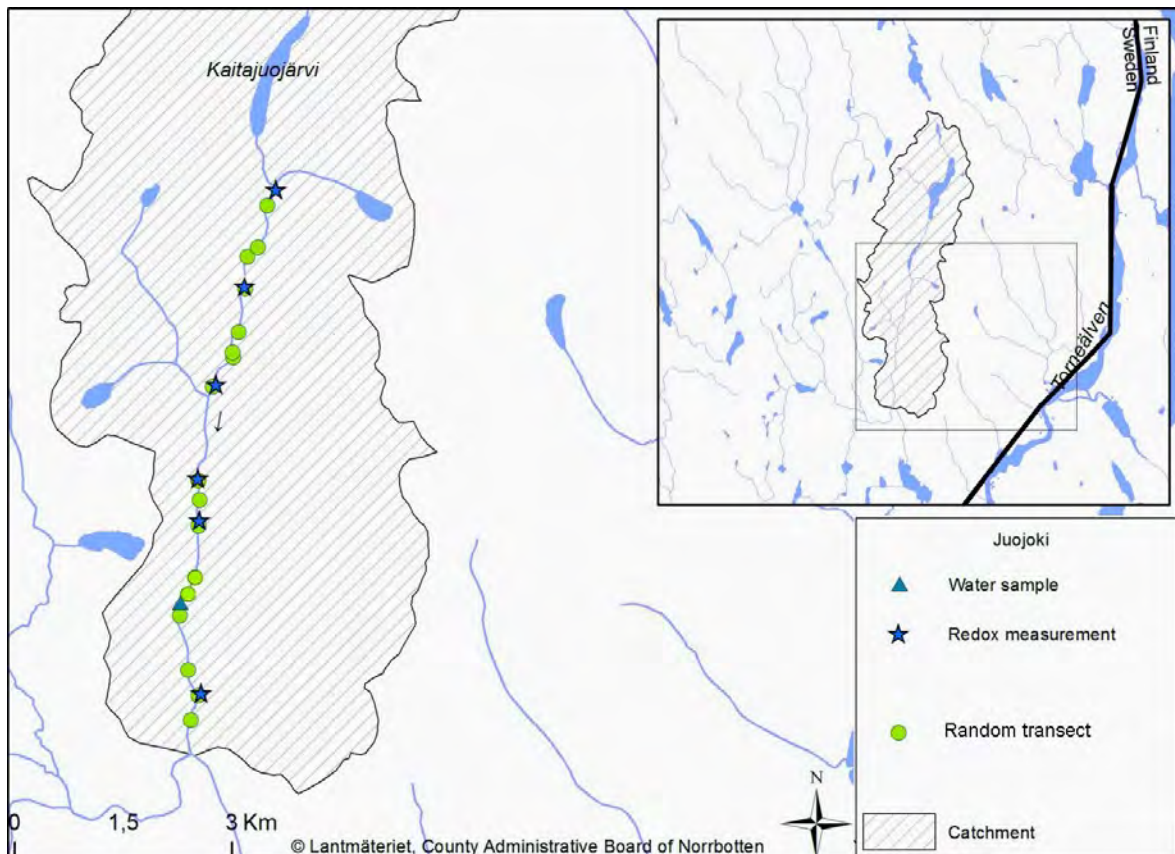 Kaitajuojärvi
Finland
Sweden
Torneälven
Juojoki
Water sample
Redox measurement
Random transect
Catchment
N
0 1,5 3 Km
© Lantmäteriet, County Administrative Board of Norrbotten